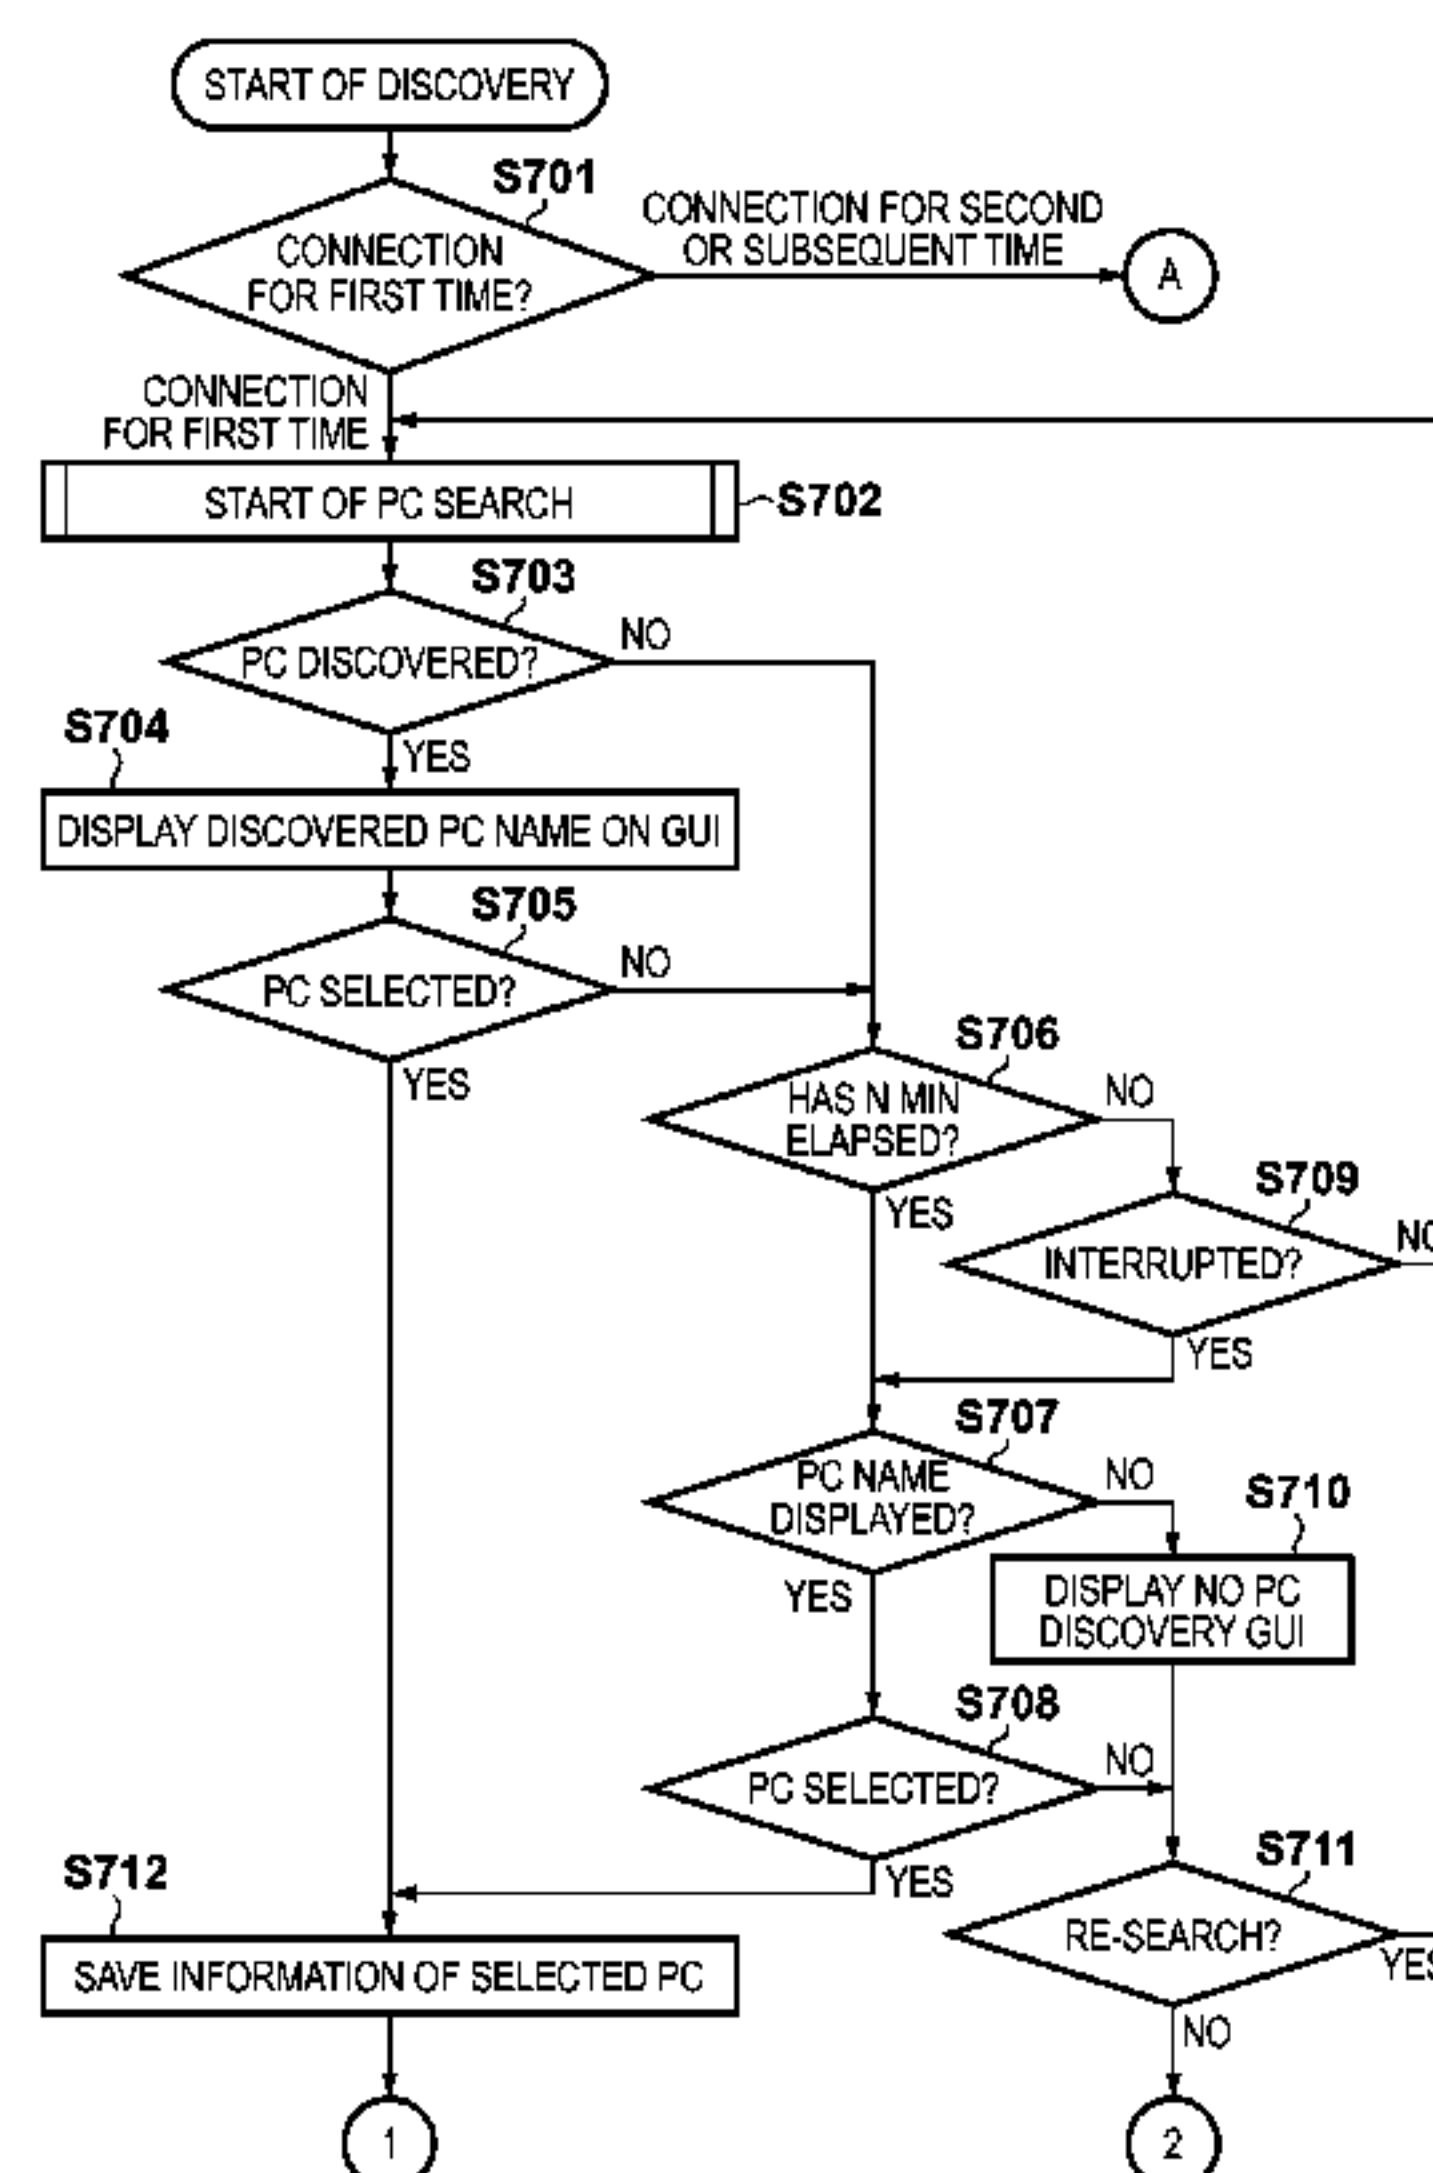 START OF DISCOVERY
S701
CONNECTION
FOR FIRST TIME?
CONNECTION FOR SECOND
OR SUBSEQUENT TIME
A
CONNECTION
FOR FIRST TIME
START OF PC SEARCH
S702
S703
PC DISCOVERED?
NO
YES
S704
DISPLAY DISCOVERED PC NAME ON GUI
S705
PC SELECTED?
NO
YES
S706
HAS N MIN
ELAPSED?
NO
YES
S709
INTERRUPTED?
NO
YES
S707
PC NAME
DISPLAYED?
NO
YES
S710
DISPLAY NO PC
DISCOVERY GUI
S708
PC SELECTED?
NO
YES
S711
RE-SEARCH?
YES
NO
S712
SAVE INFORMATION OF SELECTED PC
1
2